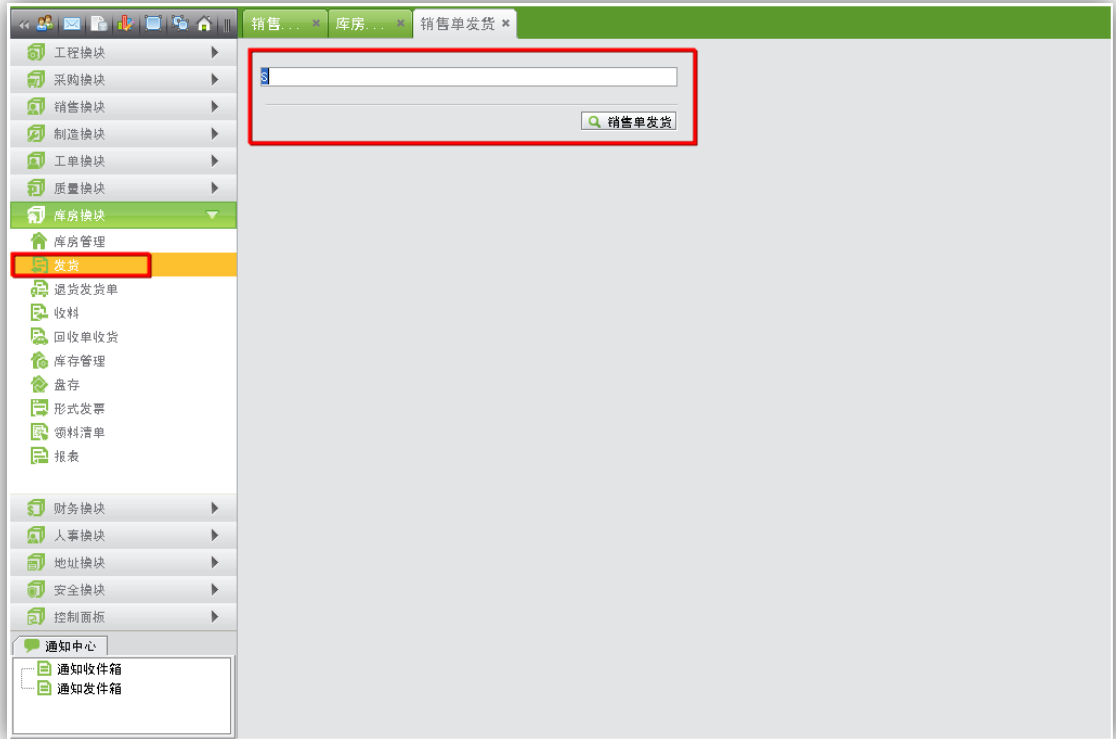 销售... 库房... 销售单发货
工程模块
采购模块
销售模块
制造模块
工单模块
质量模块
库房模块
库房管理
发货
退货发货单
收料
回收单收货
库存管理
盘存
形式发票
领料清单
报表
财务模块
人事模块
地址模块
安全模块
控制面板
通知中心
通知收件箱
通知发件箱
S
销售单发货